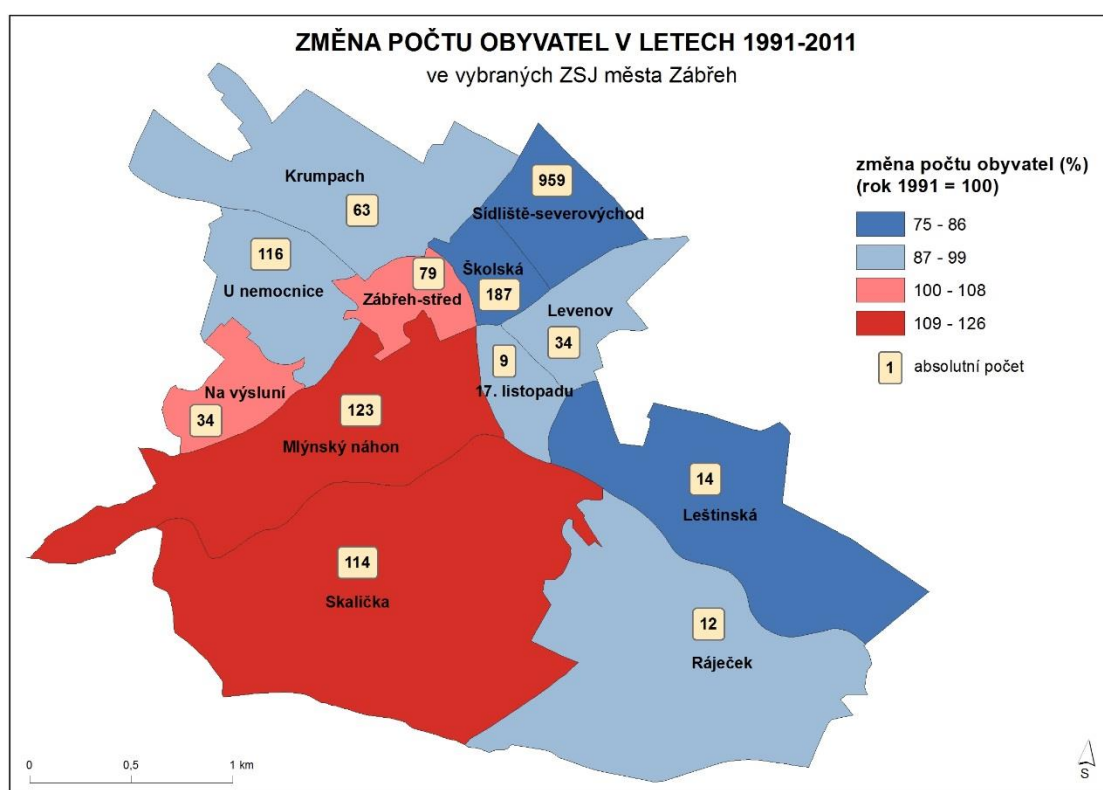 ZMĚNA POČTU OBYVATEL V LETECH 1991-2011
ve vybraných ZSJ města Zábřeh
Krumpach
63
959
Sídliště-severovýchod
116
U nemocnice
79
Zábřeh-střed
Školská
187
Levenov
34
9
17. listopadu
Na výsluní
34
123
Mlýnský náhon
14
Leštinská
114
Skalička
12
Ráječek
změna počtu obyvatel (%)
(rok 1991 = 100)
75 - 86
87 - 99
100 - 108
109 - 126
1 absolutní počet
0 0,5 1 km
S